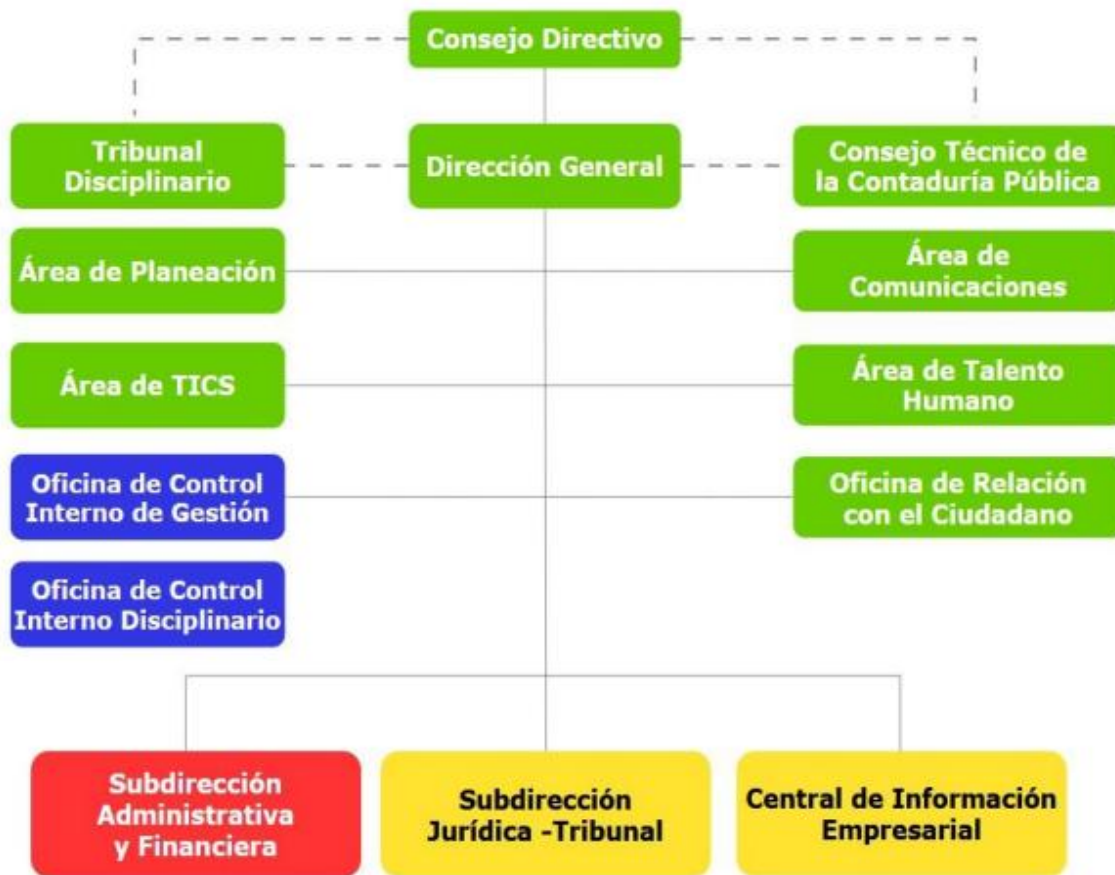 Consejo Directivo
Tribunal
Disciplinario
Dirección General
Consejo Técnico de
la Contaduría Pública
Área de Planeación
Área de
Comunicaciones
Área de TICS
Área de Talento
Humano
Oficina de Control
Interno de Gestión
Oficina de Relación
con el Ciudadano
Oficina de Control
Interno Disciplinario
Subdirección
Administrativa
y Financiera
Subdirección
Jurídica -Tribunal
Central de Información
Empresarial